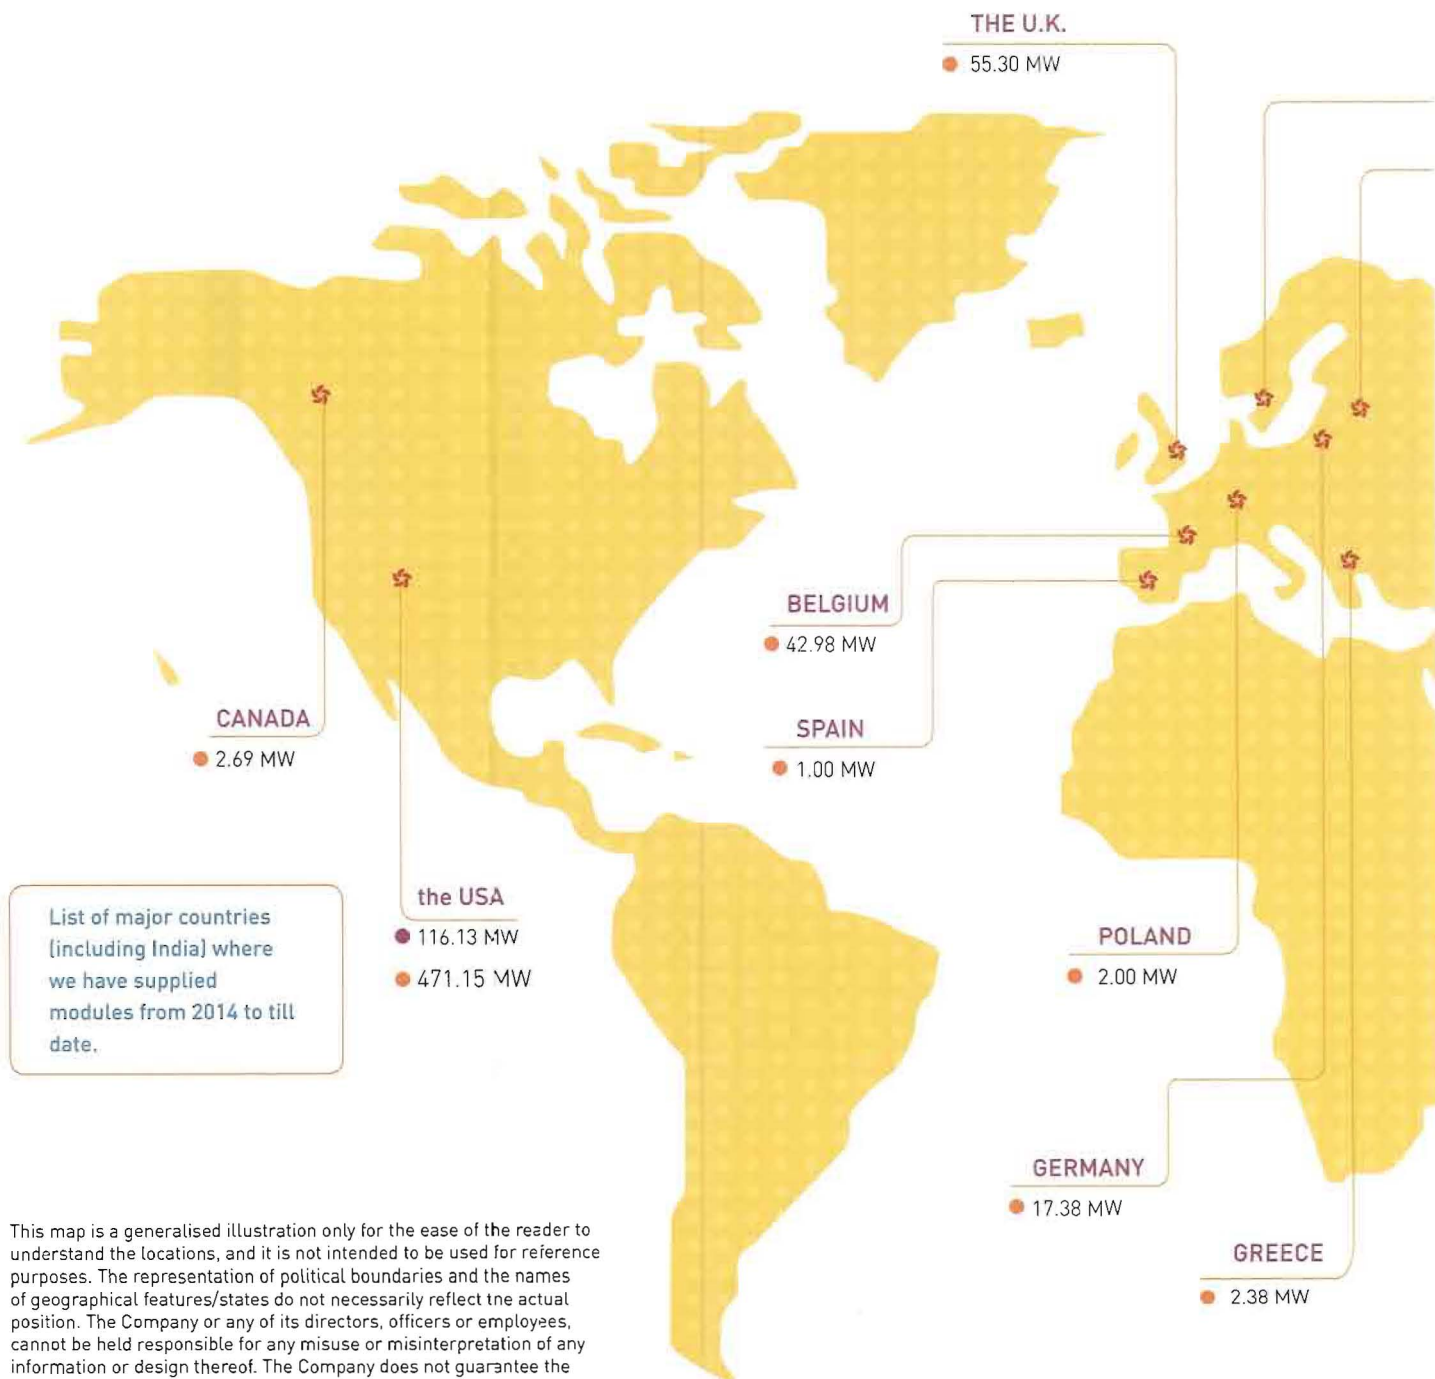 THE U.K.
55.30 MW
BELGIUM
42.98 MW
SPAIN
1.00 MW
CANADA
2.69 MW
the USA
116.13 MW
471.15 MW
List of major countries
(including India) where
we have supplied
modules from 2014 to till
date.
POLAND
2.00 MW
GERMANY
17.38 MW
GREECE
2.38 MW
This map is a generalised illustration only for the ease of the reader to
understand the locations, and it is not intended to be used for reference
purposes. The representation of political boundaries and the names
of geographical features/states do not necessarily reflect the actual
position. The Company or any of its directors, officers or employees,
cannot be held responsible for any misuse or misinterpretation of any
information or design thereof. The Company does not guarantee the